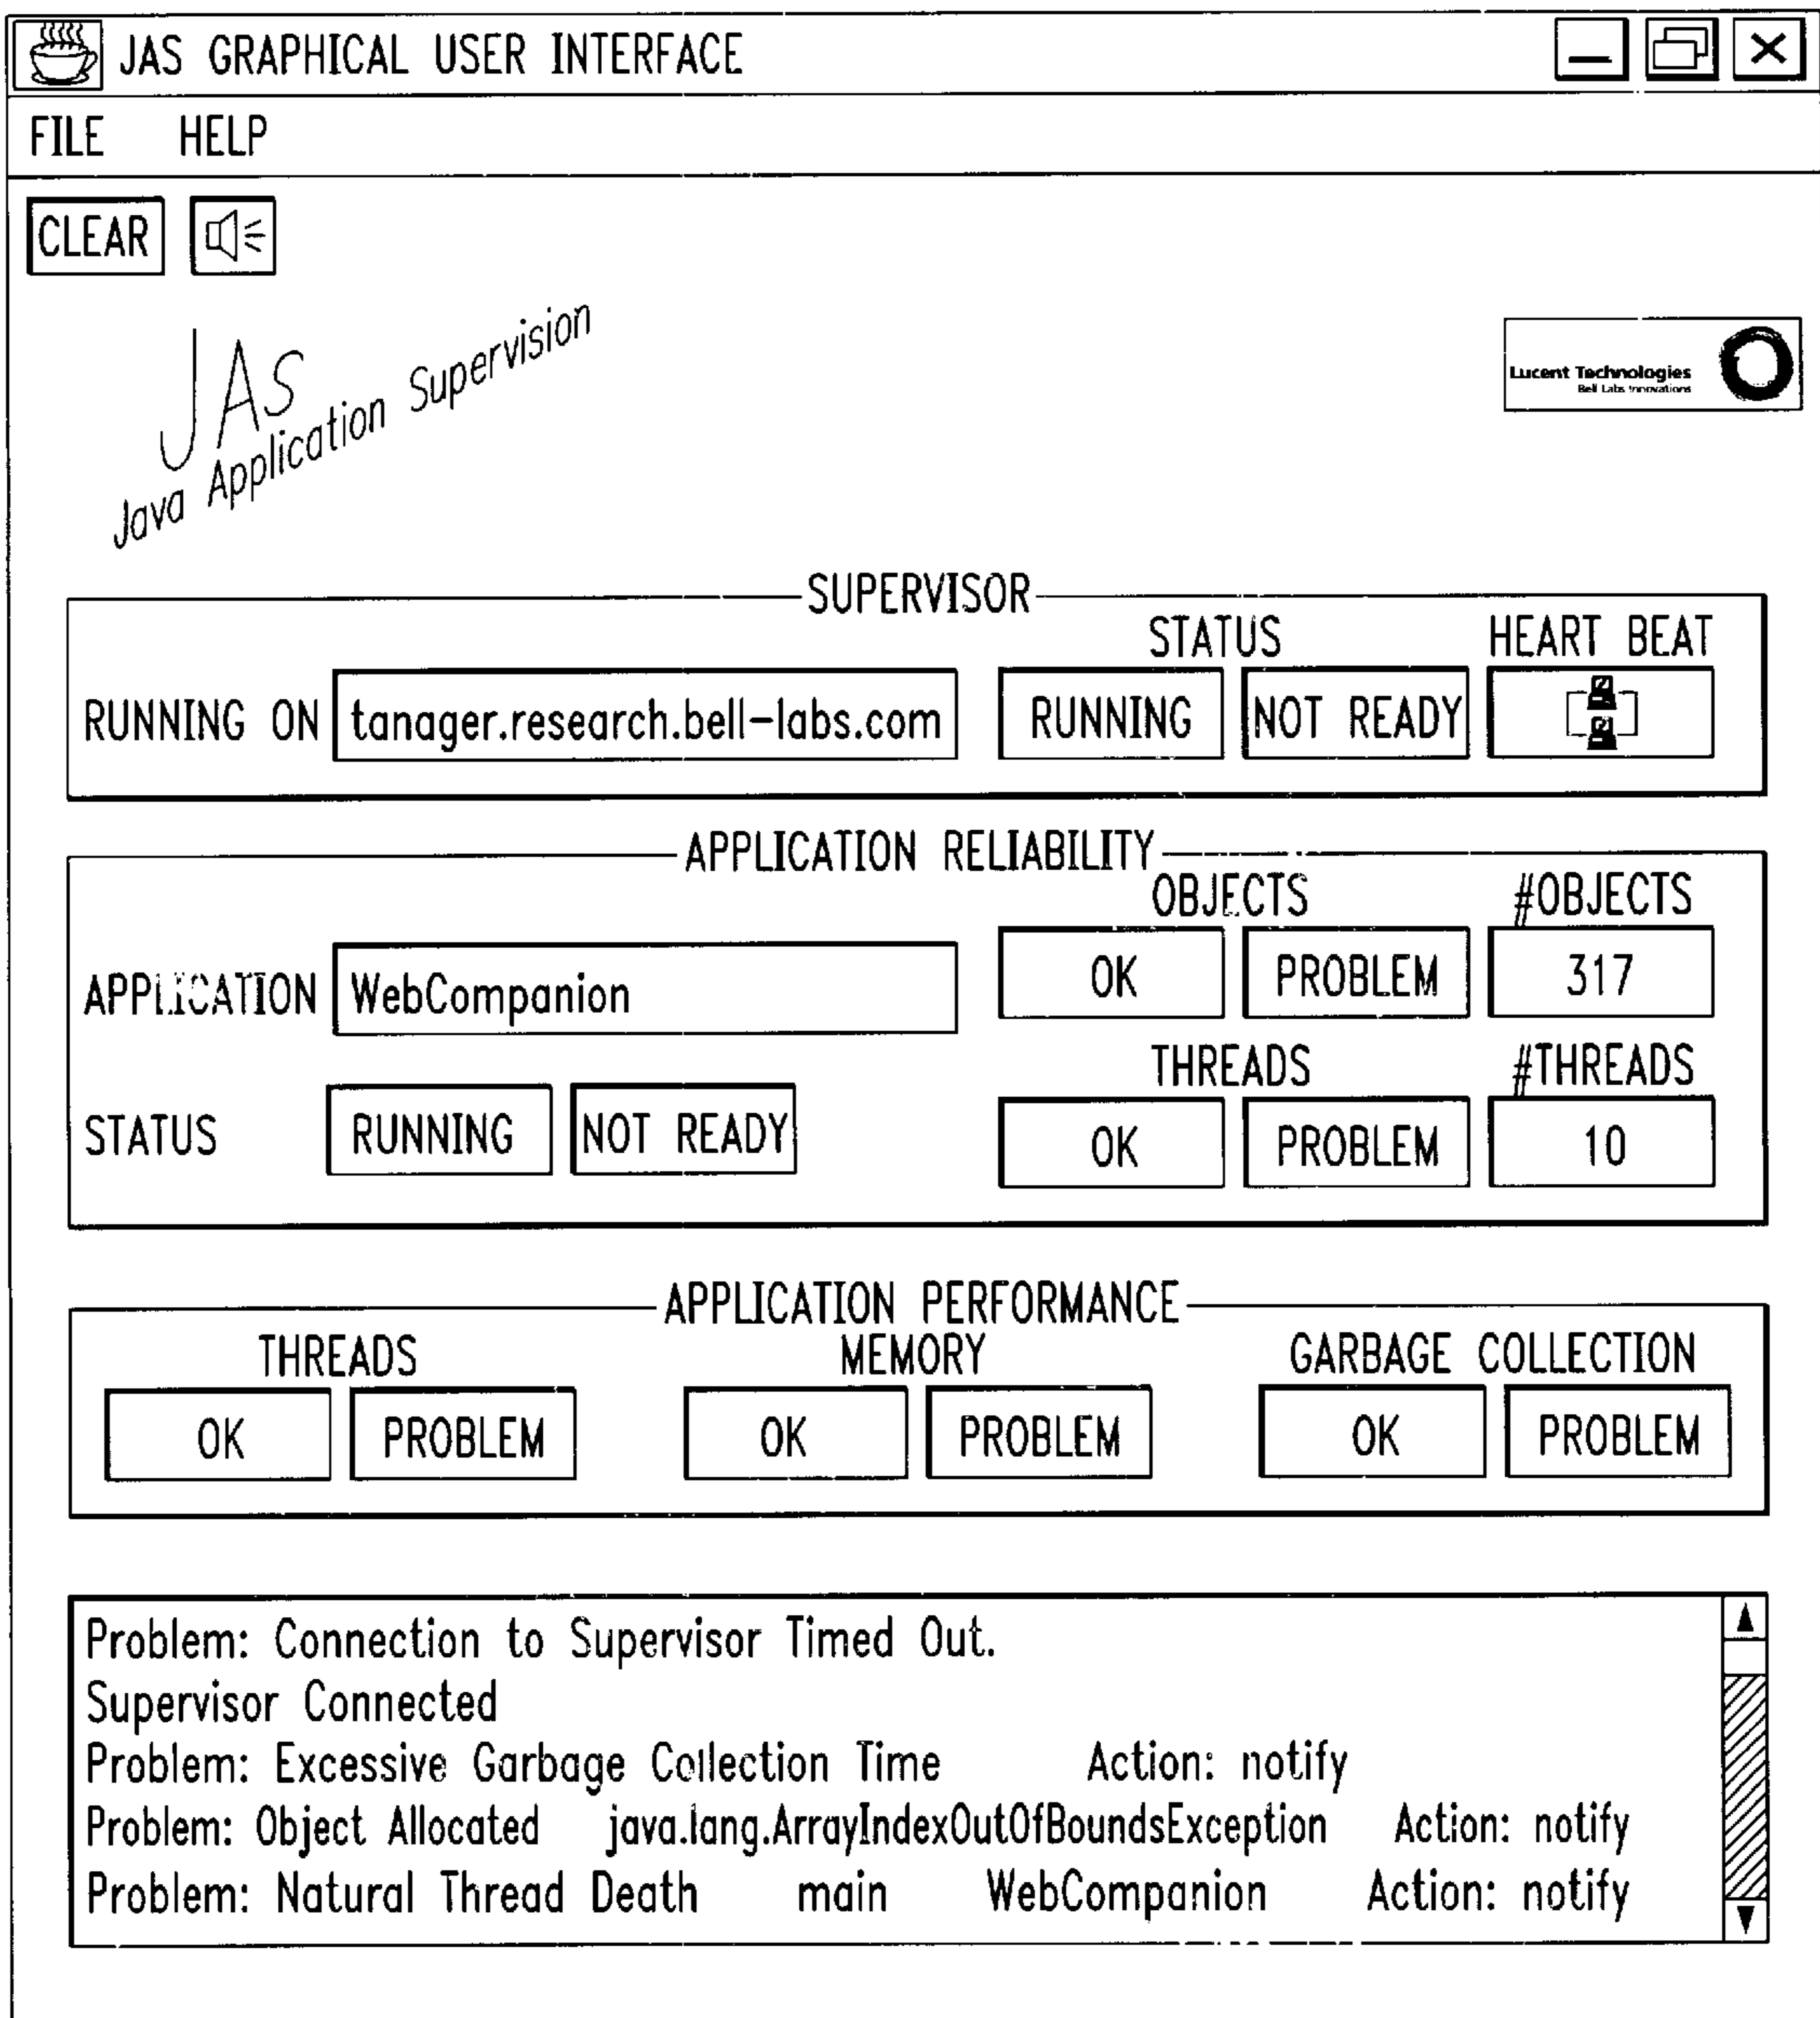 JAS GRAPHICAL USER INTERFACE
FILE HELP
CLEAR
JAS
Java Application Supervision
Lucent Technologies
Bell Labs Innovations
SUPERVISOR
STATUS HEART BEAT
RUNNING ON tanager.research.bell-labs.com RUNNING NOT READY
APPLICATION RELIABILITY
OBJECTS #OBJECTS
APPLICATION WebCompanion OK PROBLEM 317
THREADS #THREADS
STATUS RUNNING NOT READY OK PROBLEM 10
APPLICATION PERFORMANCE
THREADS MEMORY GARBAGE COLLECTION
OK PROBLEM OK PROBLEM OK PROBLEM
Problem: Connection to Supervisor Timed Out.
Supervisor Connected
Problem: Excessive Garbage Collection Time Action: notify
Problem: Object Allocated java.lang.ArrayIndexOutOfBoundsException Action: notify
Problem: Natural Thread Death main WebCompanion Action: notify